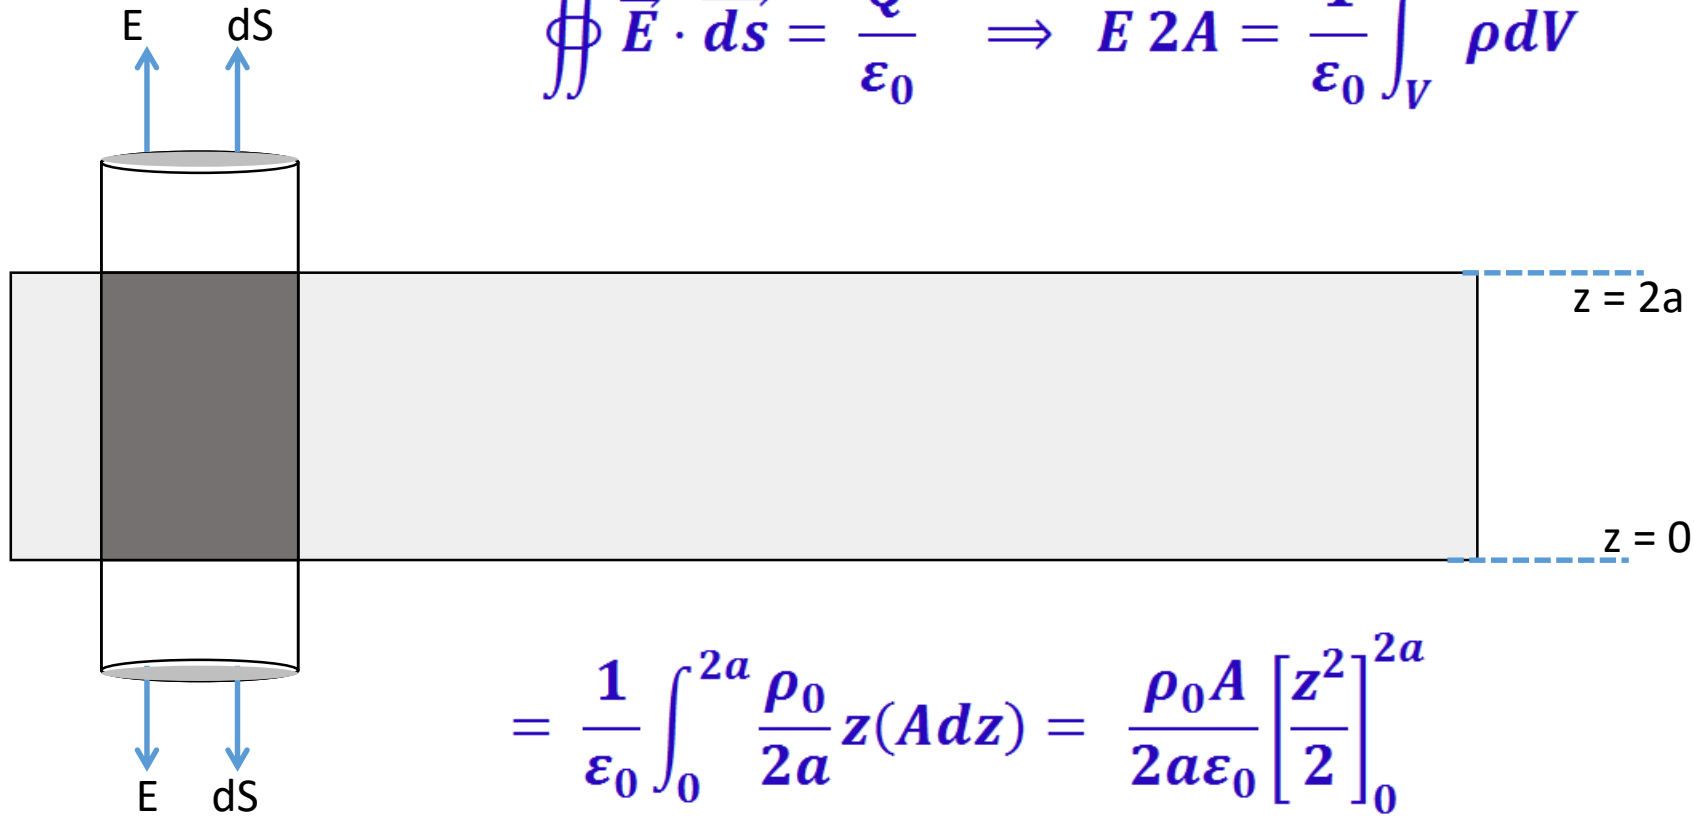 E dS
∯ E⃗ · ds⃗ = Q/ε₀ ⟹ E 2A = 1/ε₀ ∫_V ρdV
z = 2a
z = 0
= 1/ε₀ ∫₀^{2a} ρ₀/2a z(Adz) = ρ₀A/2aε₀ [z²/2]₀^{2a}
E dS